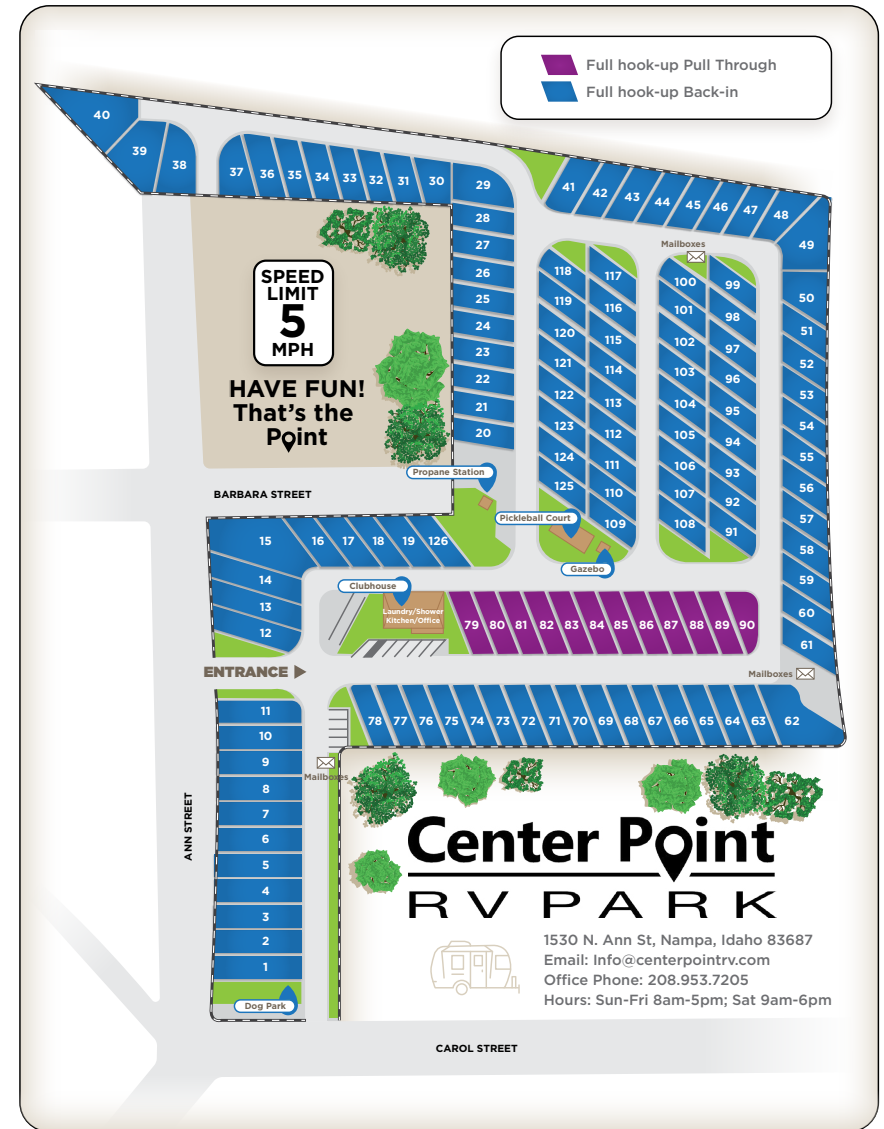 Full hook-up Pull Through
Full hook-up Back-in
40
39
38
37 36 35 34 33 32 31 30 29
28
27
26
25
24
23
22
21
20
41 42 43 44 45 46 47 48
49
50
51
52
53
54
55
56
57
58
59
60
61
Mailboxes
118
119
120
121
122
123
124
125
117
116
115
114
113
112
111
110
109
100
101
102
103
104
105
106
107
108
99
98
97
96
95
94
93
92
91
SPEED
LIMIT
5
MPH
HAVE FUN!
That's the
Point
Propane Station
BARBARA STREET
Pickleball Court
Gazebo
15 16 17 18 19 126
14
13
12
Clubhouse
Laundry/Shower
Kitchen/Office
79 80 81 82 83 84 85 86 87 88 89 90
ENTRANCE
Mailboxes
78 77 76 75 74 73 72 71 70 69 68 67 66 65 64 63 62
11
10
9
8
7
6
5
4
3
2
1
Mailboxes
ANN STREET
Dog Park
Center Point
RV PARK
1530 N. Ann St, Nampa, Idaho 83687
Email: Info@centerpointrv.com
Office Phone: 208.953.7205
Hours: Sun-Fri 8am-5pm; Sat 9am-6pm
CAROL STREET